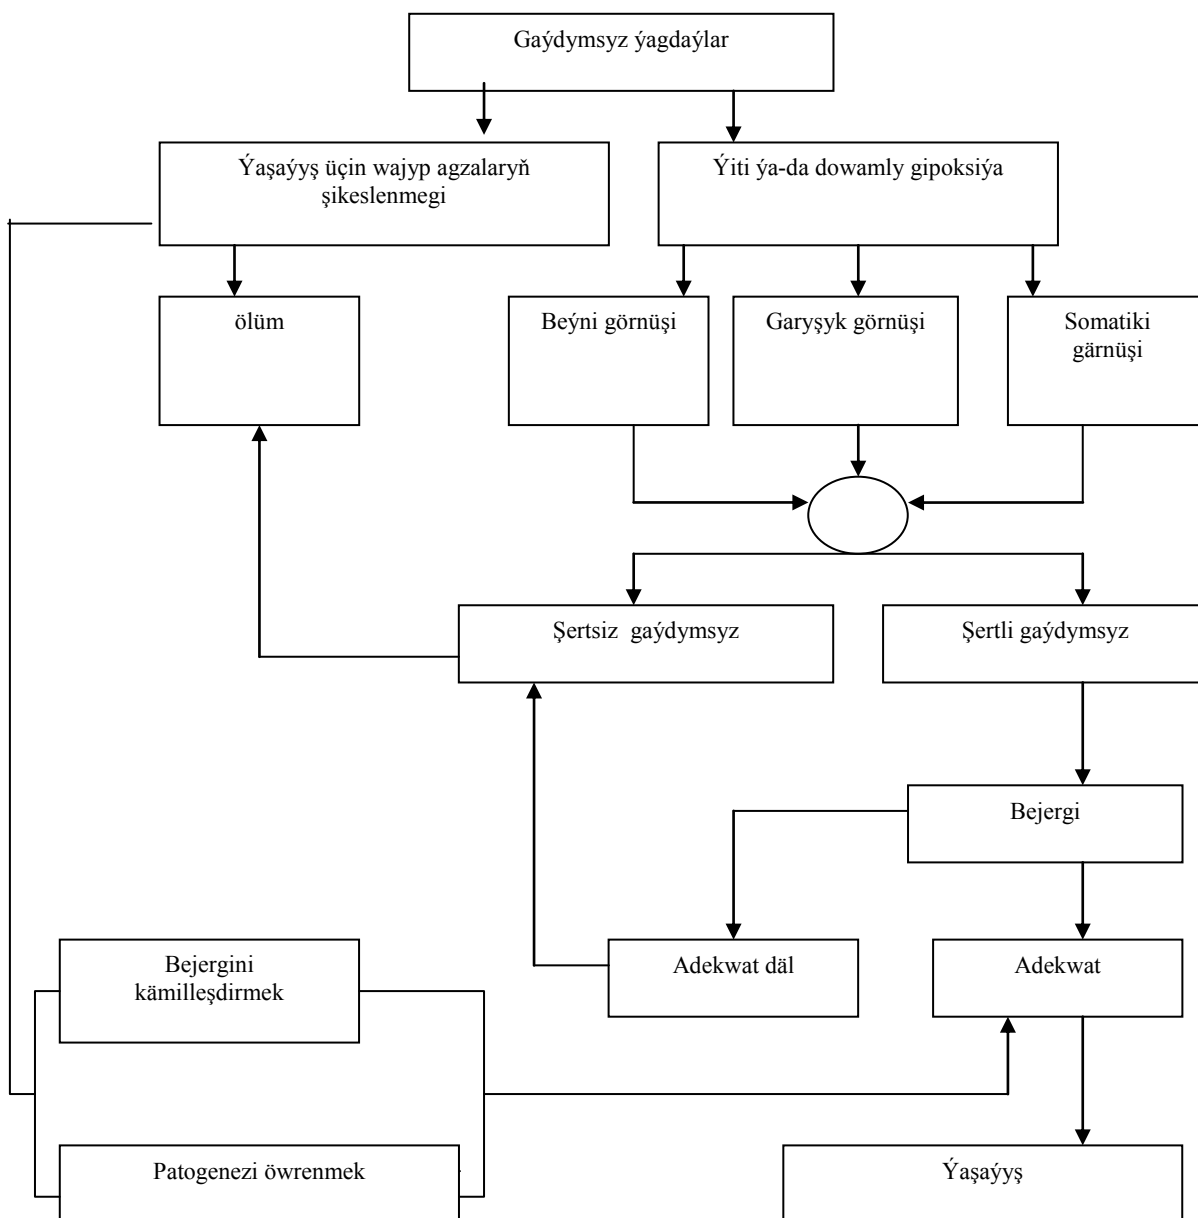 Gaýdymsyz ýagdaýlar
Ýaşaýyş üçin wajyp agzalaryň
şikeslenmegi
Ýiti ýa-da dowamly gipoksiýa
ölüm
Beýni görnüşi
Garyşyk görnüşi
Somatiki
gärnüşi
Şertsiz gaýdymsyz
Şertli gaýdymsyz
Bejergi
Bejergini
kämilleşdirmek
Adekwat däl
Adekwat
Patogenezi öwrenmek
Ýaşaýyş